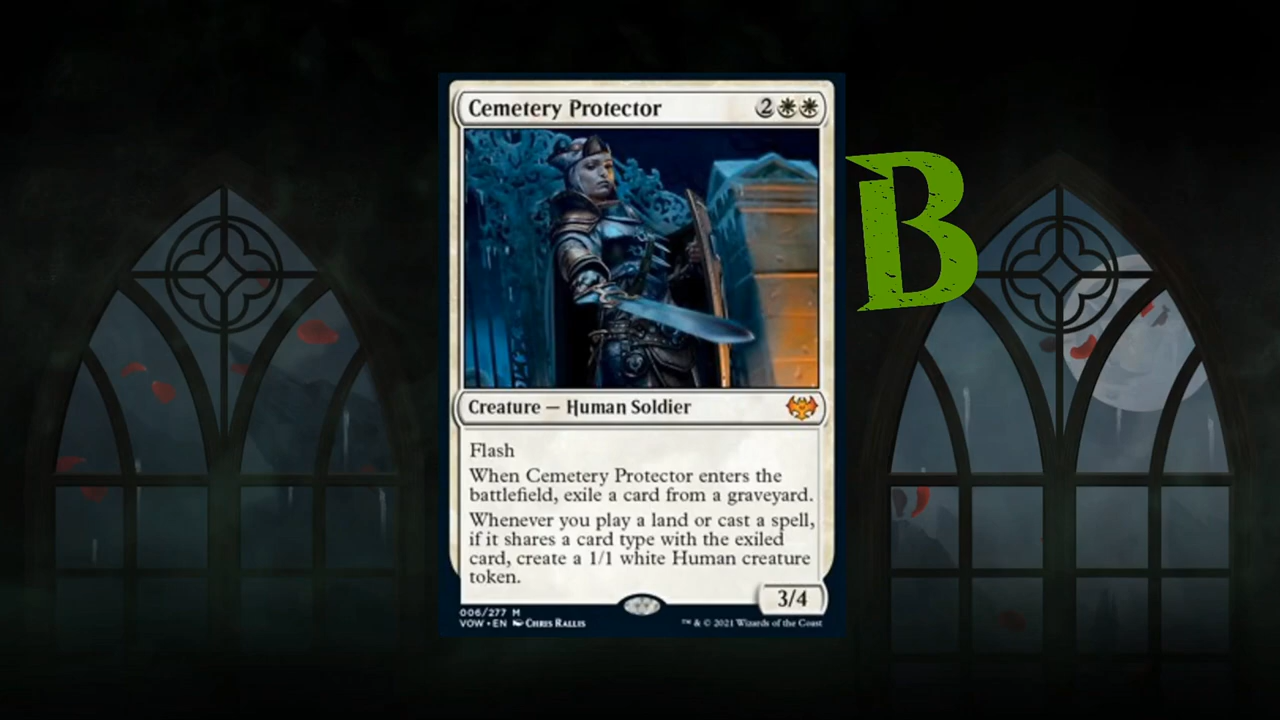 Cemetery Protector 2
B
Creature — Human Soldier
Flash
When Cemetery Protector enters the
battlefield, exile a card from a graveyard.
Whenever you play a land or cast a spell,
if it shares a card type with the exiled
card, create a 1/1 white Human creature
token.
3/4
006/277 M
VOW • EN Chris Rallis
™ & © 2021 Wizards of the Coast